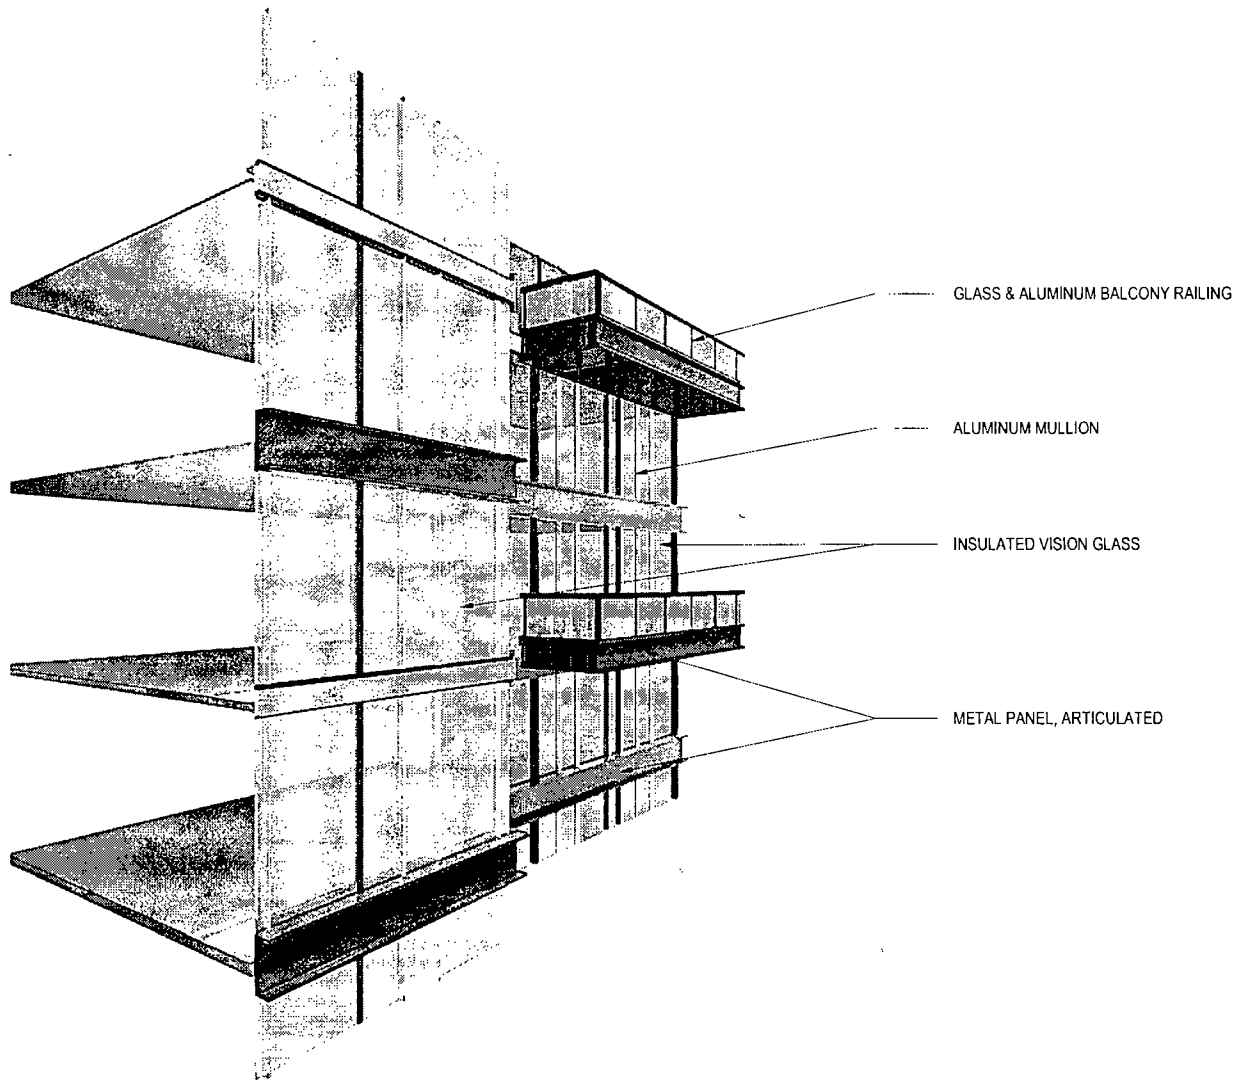 GLASS & ALUMINUM BALCONY RAILING
ALUMINUM MULLION
INSULATED VISION GLASS
METAL PANEL, ARTICULATED